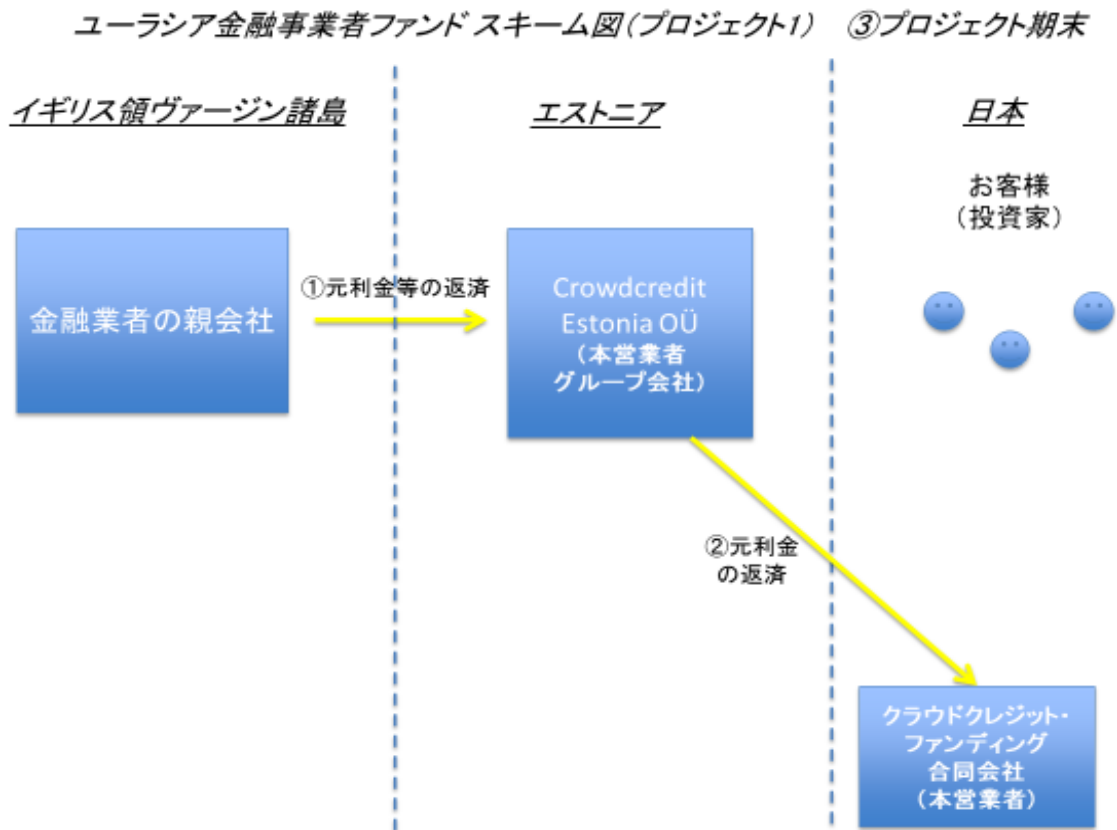 ユーラシア金融事業者ファンド スキーム図(プロジェクト1) ③プロジェクト期末
イギリス領ヴァージン諸島
エストニア
日本
お客様
(投資家)
金融業者の親会社
①元利金等の返済
Crowdcredit
Estonia OÜ
(本営業者
グループ会社)
②元利金
の返済
クラウドクレジット・
ファンディング
合同会社
(本営業者)